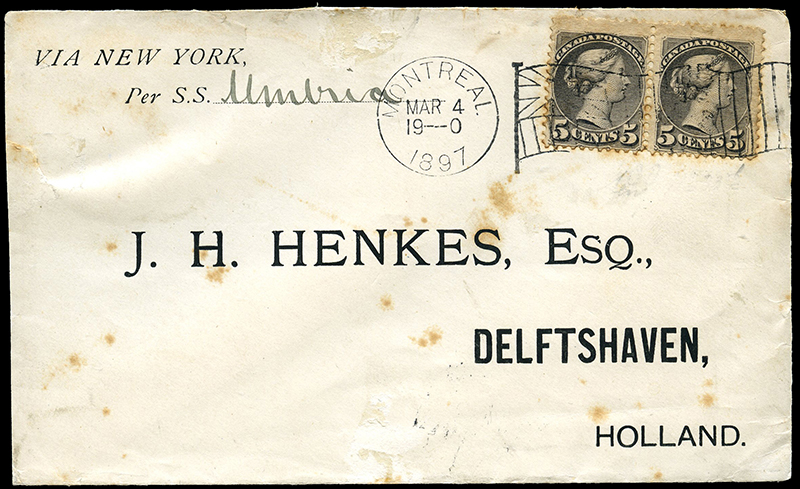 VIA NEW YORK,
Per S.S. Umbria
MONTREAL
MAR 4
19---0
1897
CANADA POSTAGE
5 CENTS 5
CANADA POSTAGE
5 CENTS 5
J. H. HENKES, ESQ.,
DELFTSHAVEN,
HOLLAND.